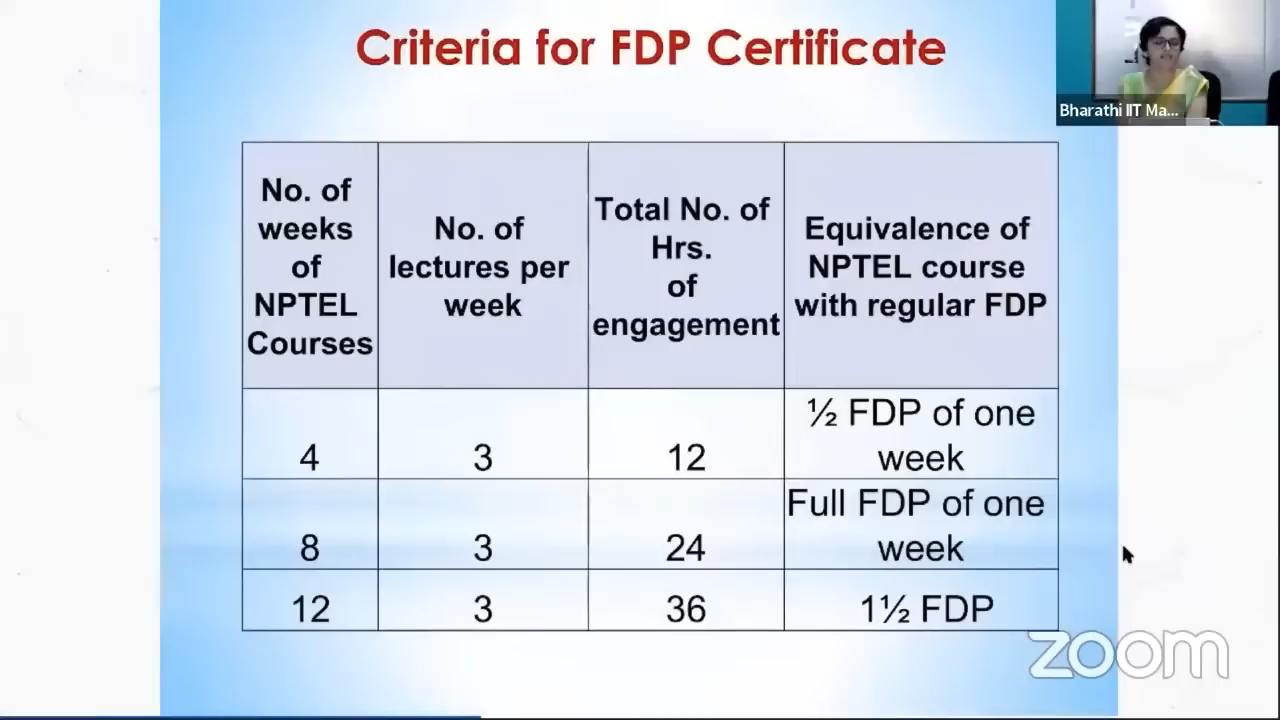 Criteria for FDP Certificate
Bharathi IIT Ma...
No. of
weeks
of
NPTEL
Courses
No. of
lectures per
week
Total No. of
Hrs.
of
engagement
Equivalence of
NPTEL course
with regular FDP
4
3
12
½ FDP of one
week
8
3
24
Full FDP of one
week
12
3
36
1½ FDP
zoom